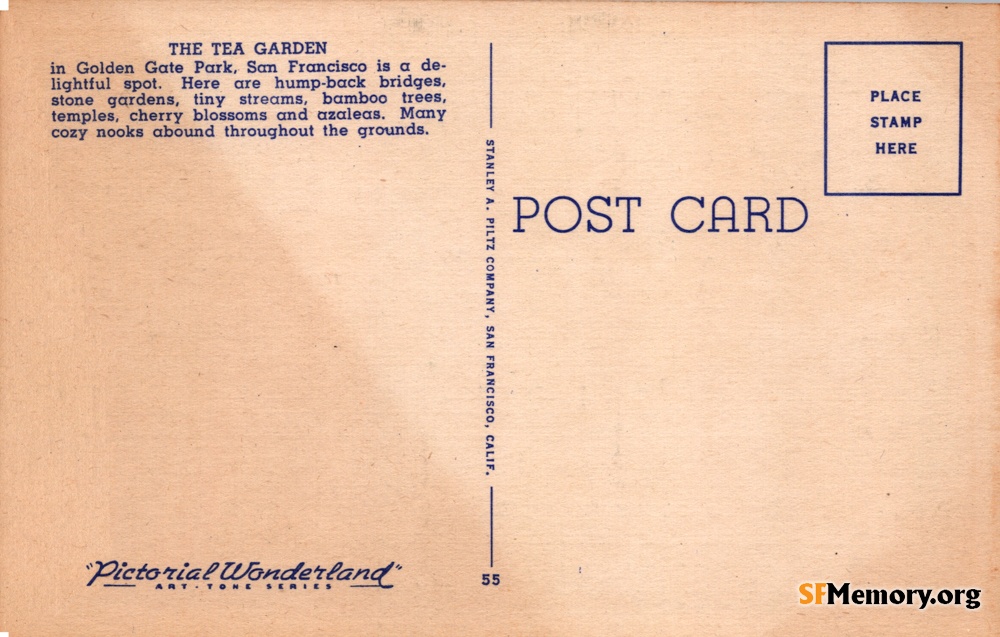 THE TEA GARDEN
in Golden Gate Park, San Francisco is a de-
lightful spot. Here are hump-back bridges,
stone gardens, tiny streams, bamboo trees,
temples, cherry blossoms and azaleas. Many
cozy nooks abound throughout the grounds.
STANLEY A. PILTZ COMPANY, SAN FRANCISCO, CALIF.
PLACE
STAMP
HERE
POST CARD
"Pictorial Wonderland"
ART-TONE SERIES
55
SFMemory.org